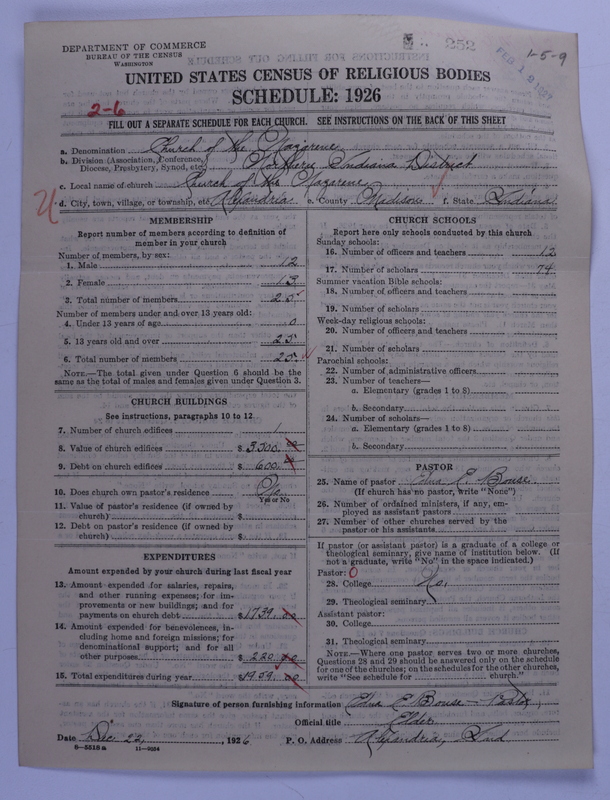 DEPARTMENT OF COMMERCE
BUREAU OF THE CENSUS
WASHINGTON
252
FEB 19 1927
1-5-9
UNITED STATES CENSUS OF RELIGIOUS BODIES
SCHEDULE: 1926
2-6
FILL OUT A SEPARATE SCHEDULE FOR EACH CHURCH. SEE INSTRUCTIONS ON THE BACK OF THIS SHEET
a. Denomination Church of the Nazarene
b. Division (Association, Conference, Diocese, Presbytery, Synod, etc.) Northern Indiana District
c. Local name of church Church of the Nazarene
d. City, town, village, or township, etc. Alexandria e. County Madison f. State Indiana
MEMBERSHIP
Report number of members according to definition of
member in your church
Number of members, by sex:
1. Male 12
2. Female 13
3. Total number of members 25
Number of members under and over 13 years old:
4. Under 13 years of age 0
5. 13 years old and over 25
6. Total number of members 25
NOTE.—The total given under Question 6 should be the
same as the total of males and females given under Question 3.
CHURCH BUILDINGS
See instructions, paragraphs 10 to 12
7. Number of church edifices 1
8. Value of church edifices $ 3500.00
9. Debt on church edifices $ 600.00
10. Does church own pastor's residence No
Yes or No
11. Value of pastor's residence (if owned by
church) $
12. Debt on pastor's residence (if owned by
church) $
EXPENDITURES
Amount expended by your church during last fiscal year
13. Amount expended for salaries, repairs,
and other running expenses; for im-
provements or new buildings; and for
payments on church debt $1739.00
14. Amount expended for benevolences, in-
cluding home and foreign missions; for
denominational support; and for all
other purposes $ 220.00
15. Total expenditures during year $1959.00
CHURCH SCHOOLS
Report here only schools conducted by this church
Sunday schools:
16. Number of officers and teachers 12
17. Number of scholars 74
Summer vacation Bible schools:
18. Number of officers and teachers
19. Number of scholars
Week-day religious schools:
20. Number of officers and teachers
21. Number of scholars
Parochial schools:
22. Number of administrative officers
23. Number of teachers—
a. Elementary (grades 1 to 8)
b. Secondary
24. Number of scholars—
a. Elementary (grades 1 to 8)
b. Secondary
PASTOR
25. Name of pastor Edna E. Bouse
(If church has no pastor, write "None")
26. Number of ordained ministers, if any, em-
ployed as assistant pastors
27. Number of other churches served by the
pastor or his assistants
If pastor (or assistant pastor) is a graduate of a college or
theological seminary, give name of institution below. (If
not a graduate, write "No" in the space indicated.)
Pastor: 0
28. College No.
29. Theological seminary
Assistant pastor:
30. College
31. Theological seminary
NOTE.—Where one pastor serves two or more churches,
Questions 28 and 29 should be answered only on the schedule
for one of the churches; on the schedules for the other churches,
write "See schedule for church."
Signature of person furnishing information Edna E Bouse - Pastor
Official title Elder
Date Dec. 22, 1926 P. O. Address Alexandria, Ind
8—5518a 11—9024